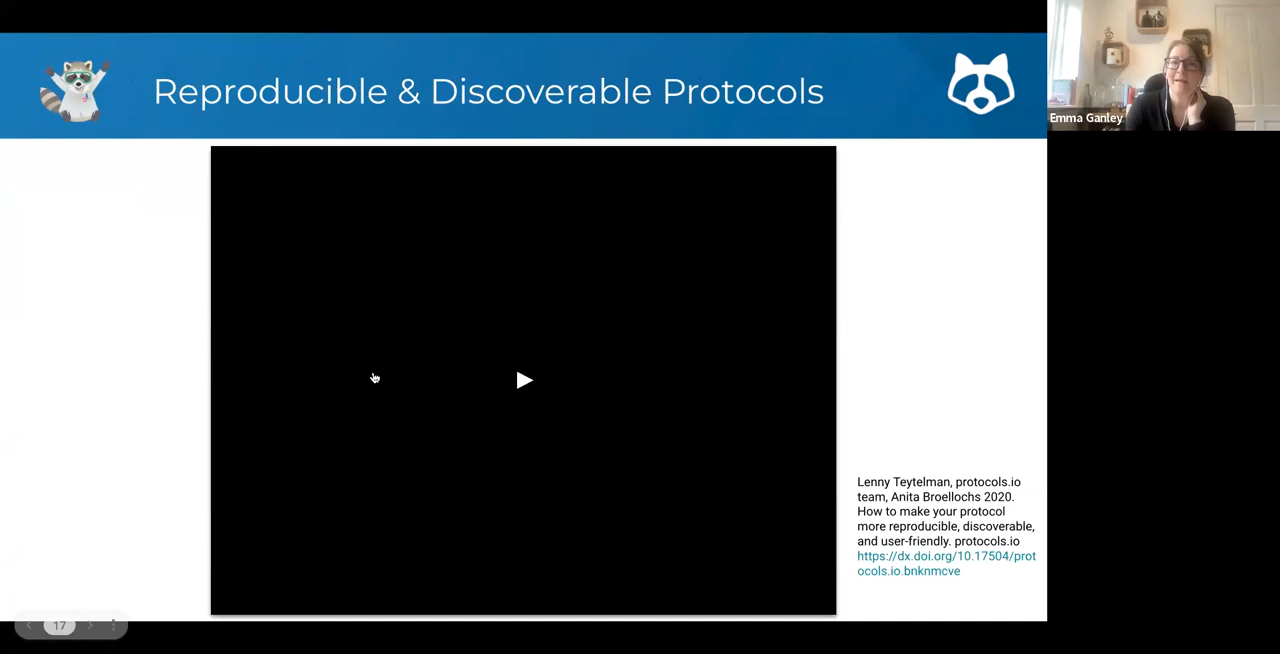 Reproducible & Discoverable Protocols
Emma Ganley
Lenny Teytelman, protocols.io
team, Anita Broellochs 2020.
How to make your protocol
more reproducible, discoverable,
and user-friendly. protocols.io
https://dx.doi.org/10.17504/prot
ocols.io.bnknmcve
17